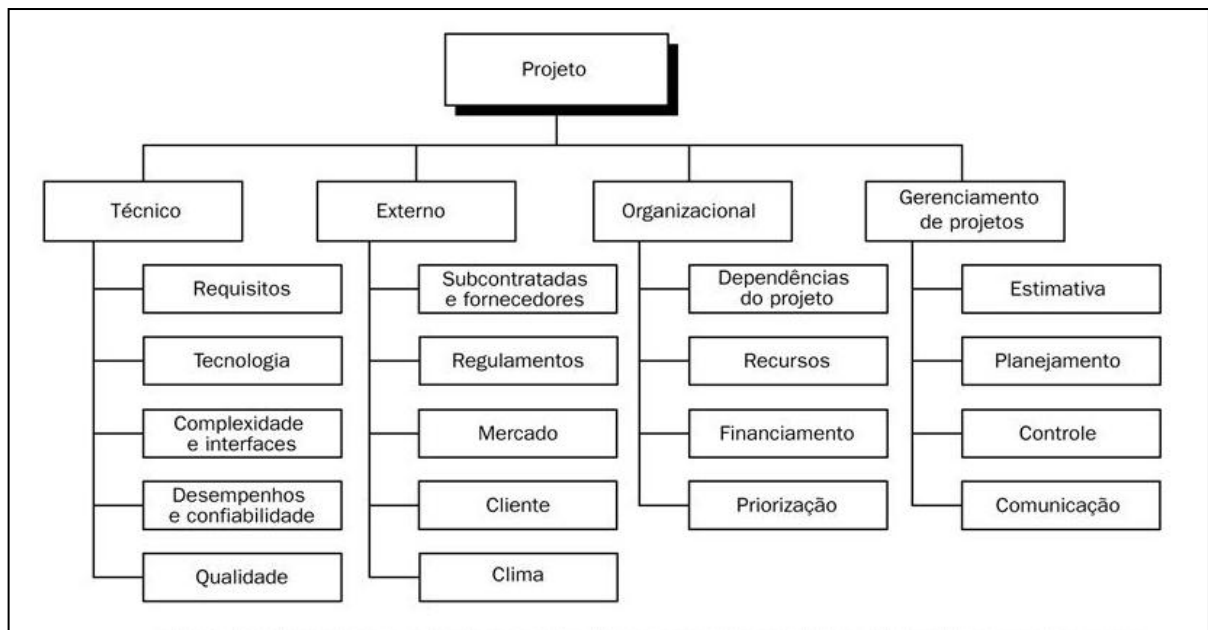 Projeto
Técnico
Externo
Organizacional
Gerenciamento
de projetos
Requisitos
Tecnologia
Complexidade
e interfaces
Desempenhos
e confiabilidade
Qualidade
Subcontratadas
e fornecedores
Regulamentos
Mercado
Cliente
Clima
Dependências
do projeto
Recursos
Financiamento
Priorização
Estimativa
Planejamento
Controle
Comunicação